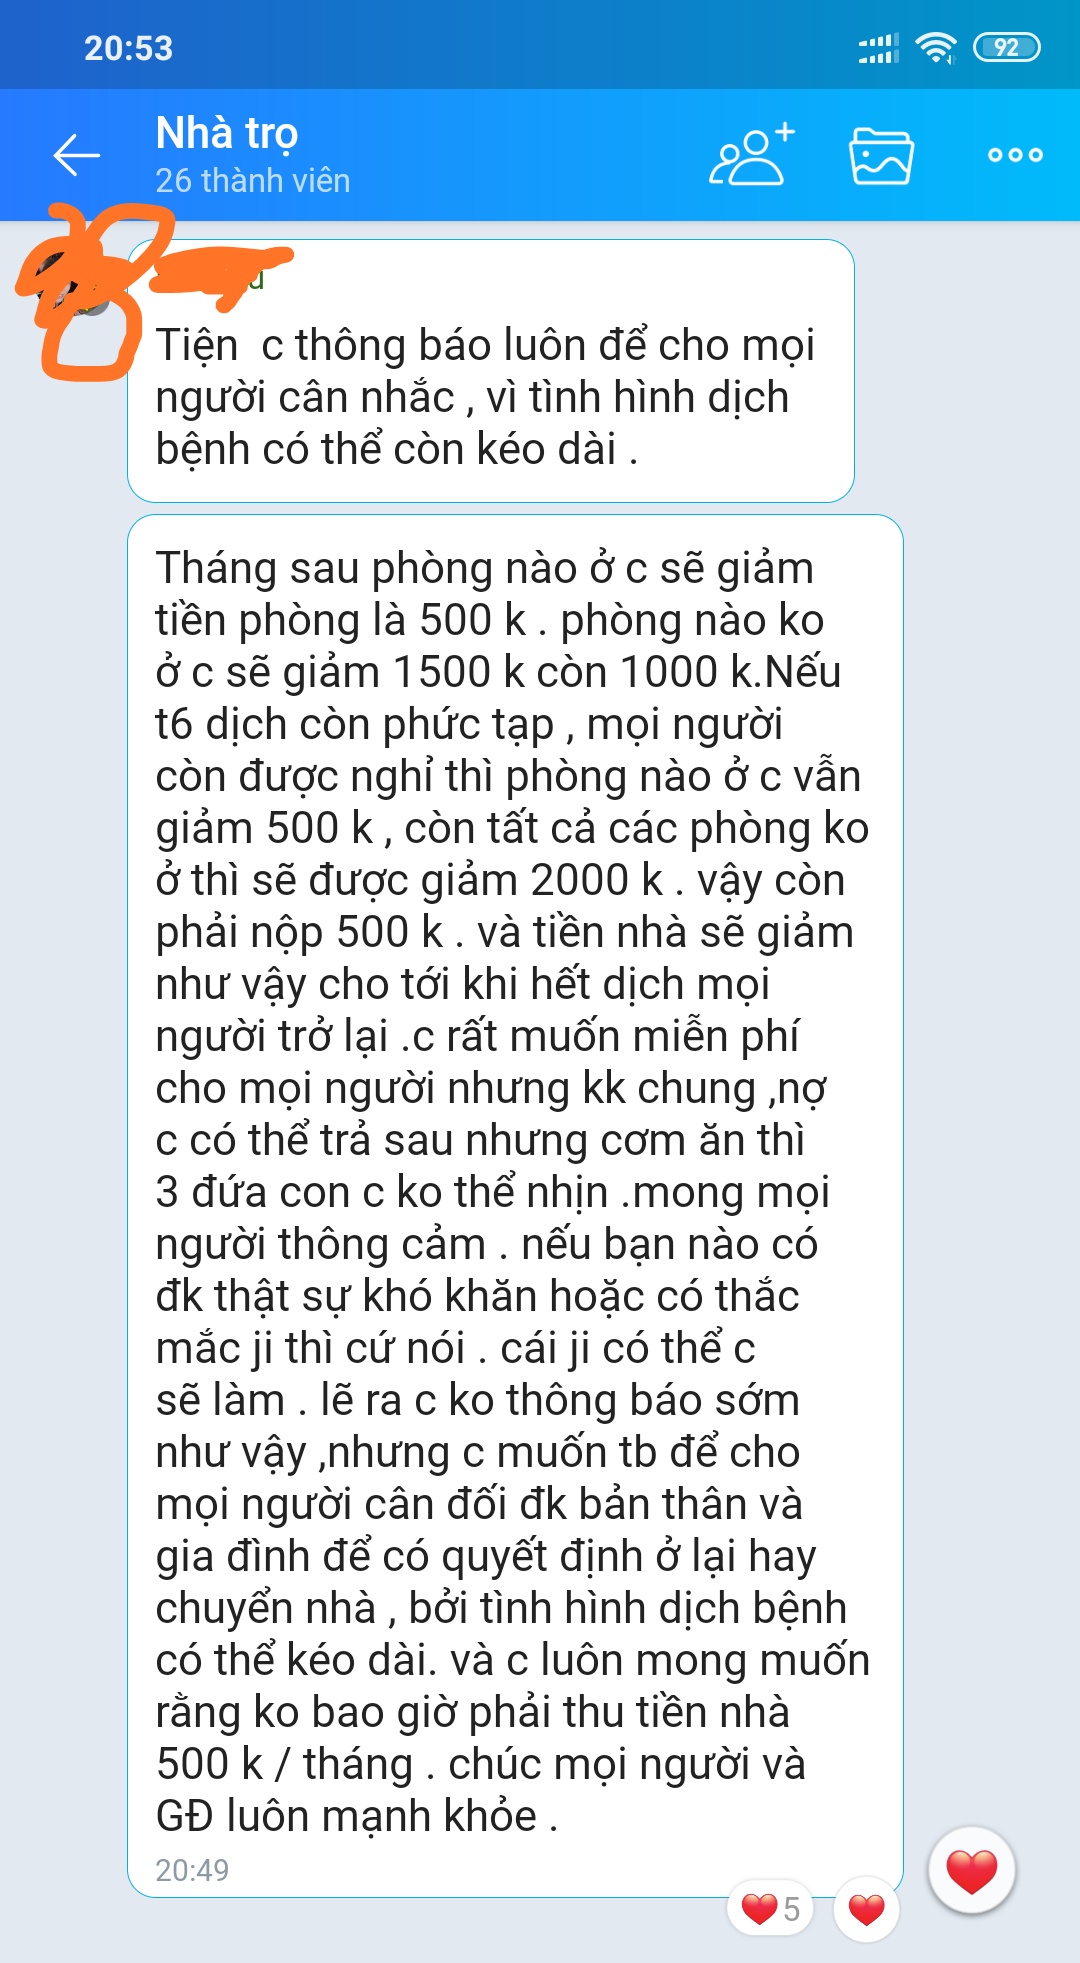 20:53
92
Nhà trọ
26 thành viên
Tiện c thông báo luôn để cho mọi
người cân nhắc , vì tình hình dịch
bệnh có thể còn kéo dài .
Tháng sau phòng nào ở c sẽ giảm
tiền phòng là 500 k . phòng nào ko
ở c sẽ giảm 1500 k còn 1000 k.Nếu
t6 dịch còn phức tạp , mọi người
còn được nghỉ thì phòng nào ở c vẫn
giảm 500 k , còn tất cả các phòng ko
ở thì sẽ được giảm 2000 k . vậy còn
phải nộp 500 k . và tiền nhà sẽ giảm
như vậy cho tới khi hết dịch mọi
người trở lại .c rất muốn miễn phí
cho mọi người nhưng kk chung ,nợ
c có thể trả sau nhưng cơm ăn thì
3 đứa con c ko thể nhịn .mong mọi
người thông cảm . nếu bạn nào có
đk thật sự khó khăn hoặc có thắc
mắc ji thì cứ nói . cái ji có thể c
sẽ làm . lẽ ra c ko thông báo sớm
như vậy ,nhưng c muốn tb để cho
mọi người cân đối đk bản thân và
gia đình để có quyết định ở lại hay
chuyển nhà , bởi tình hình dịch bệnh
có thể kéo dài. và c luôn mong muốn
rằng ko bao giờ phải thu tiền nhà
500 k / tháng . chúc mọi người và
GĐ luôn mạnh khỏe .
20:49
5